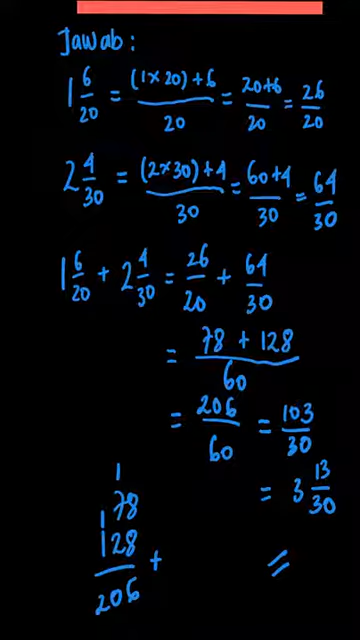 Jawab :
1 6/20 = (1×20)+6/20 = 20+6/20 = 26/20
2 4/30 = (2×30)+4/30 = 60+4/30 = 64/30
1 6/20 + 2 4/30 = 26/20 + 64/30
= 78 + 128/60
= 206/60 = 103/30
= 3 13/30
1
78
128 +
206